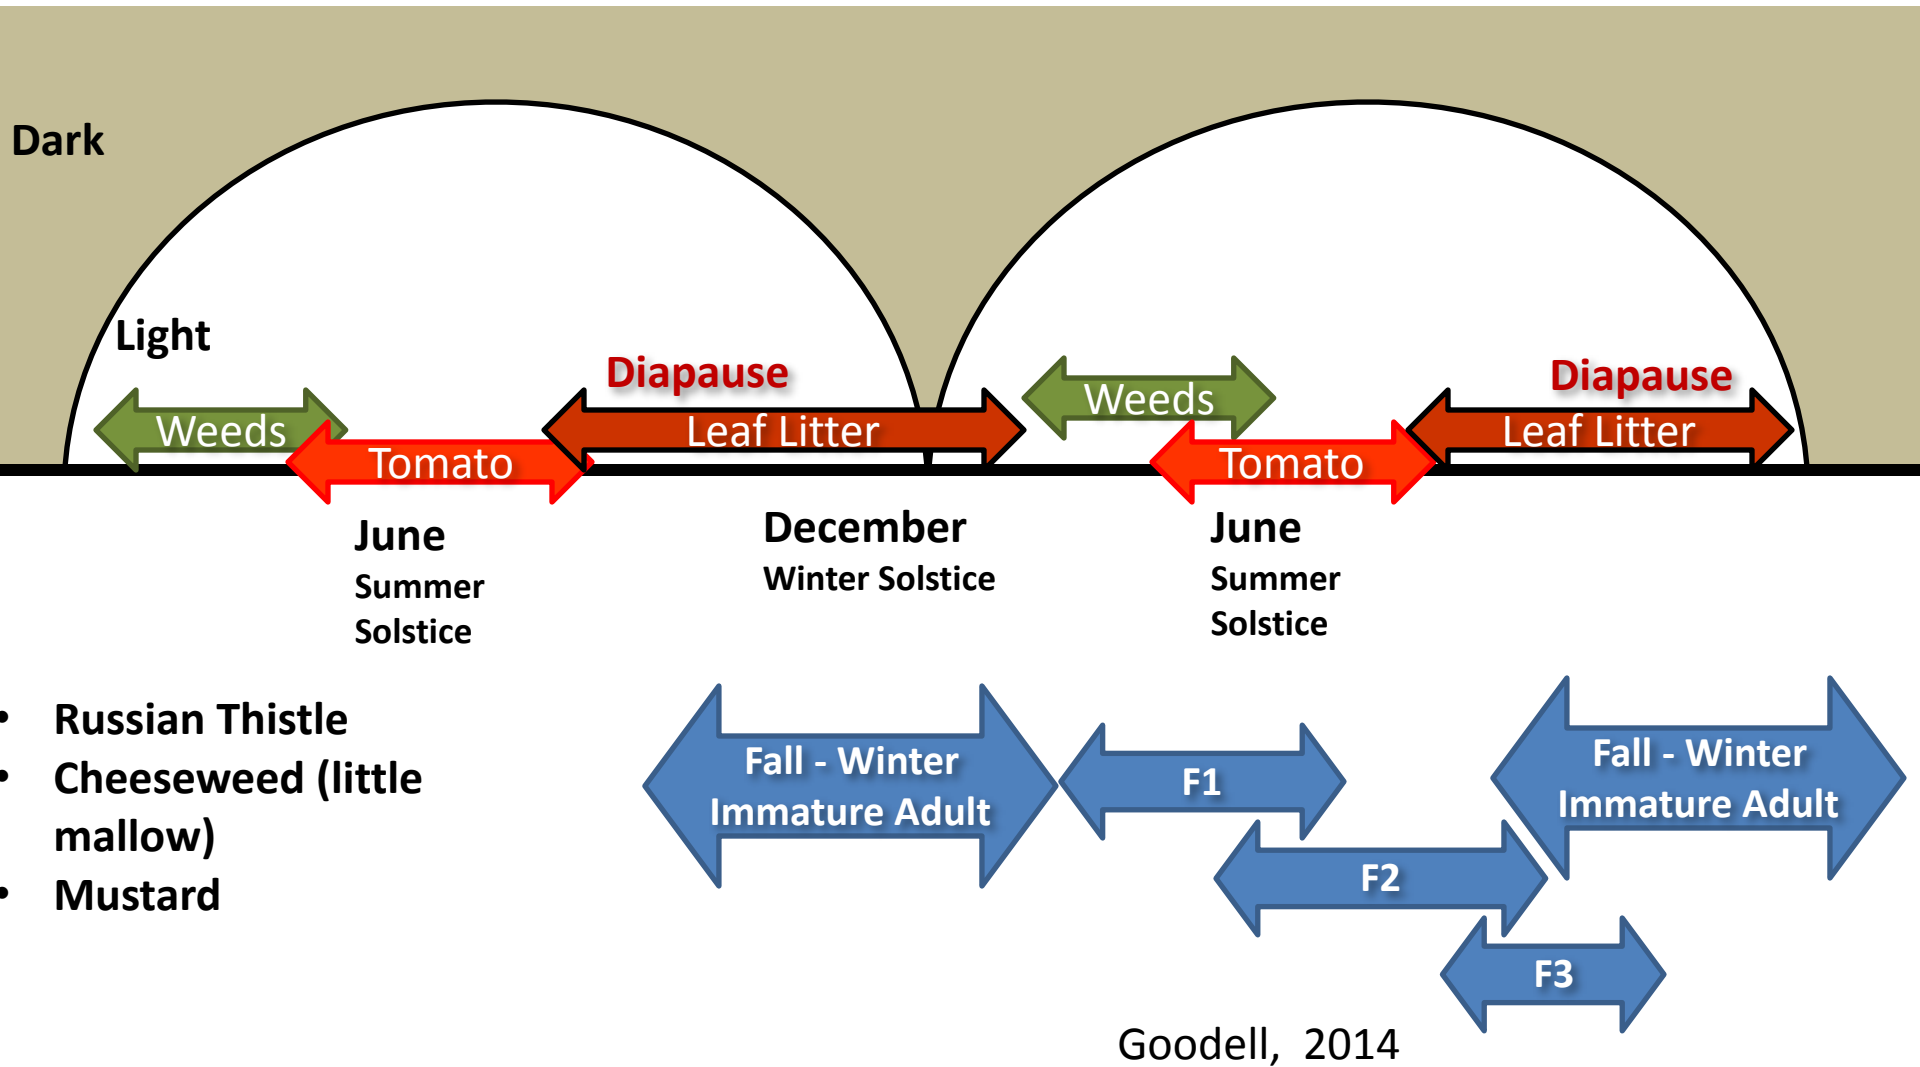 Dark
Light
Diapause
Diapause
Weeds
Weeds
Leaf Litter
Leaf Litter
Tomato
Tomato
June
Summer
Solstice
December
Winter Solstice
June
Summer
Solstice
• Russian Thistle
• Cheeseweed (little
mallow)
• Mustard
Fall - Winter
Immature Adult
F1
Fall - Winter
Immature Adult
F2
F3
Goodell, 2014